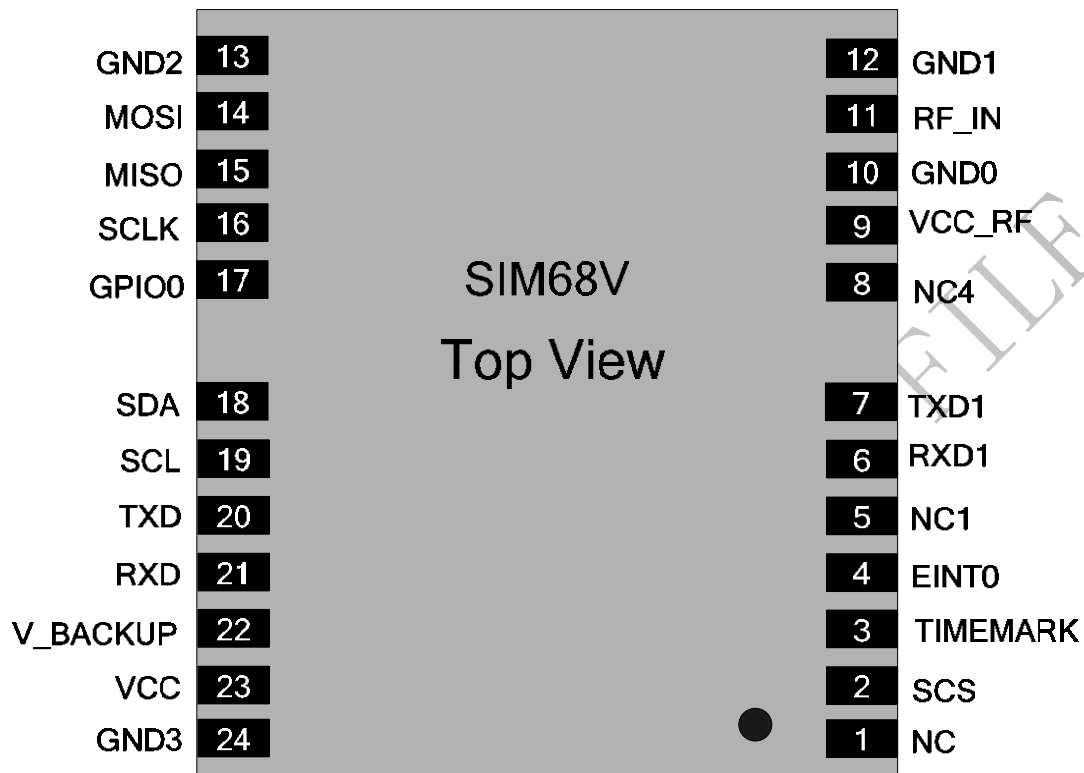 GND2 13 12 GND1
MOSI 14 11 RF_IN
MISO 15 10 GND0
SCLK 16 9 VCC_RF
GPIO0 17 SIM68V 8 NC4
Top View
SDA 18 7 TXD1
SCL 19 6 RXD1
TXD 20 5 NC1
RXD 21 4 EINT0
V_BACKUP 22 3 TIMEMARK
VCC 23 2 SCS
GND3 24 1 NC
FILE